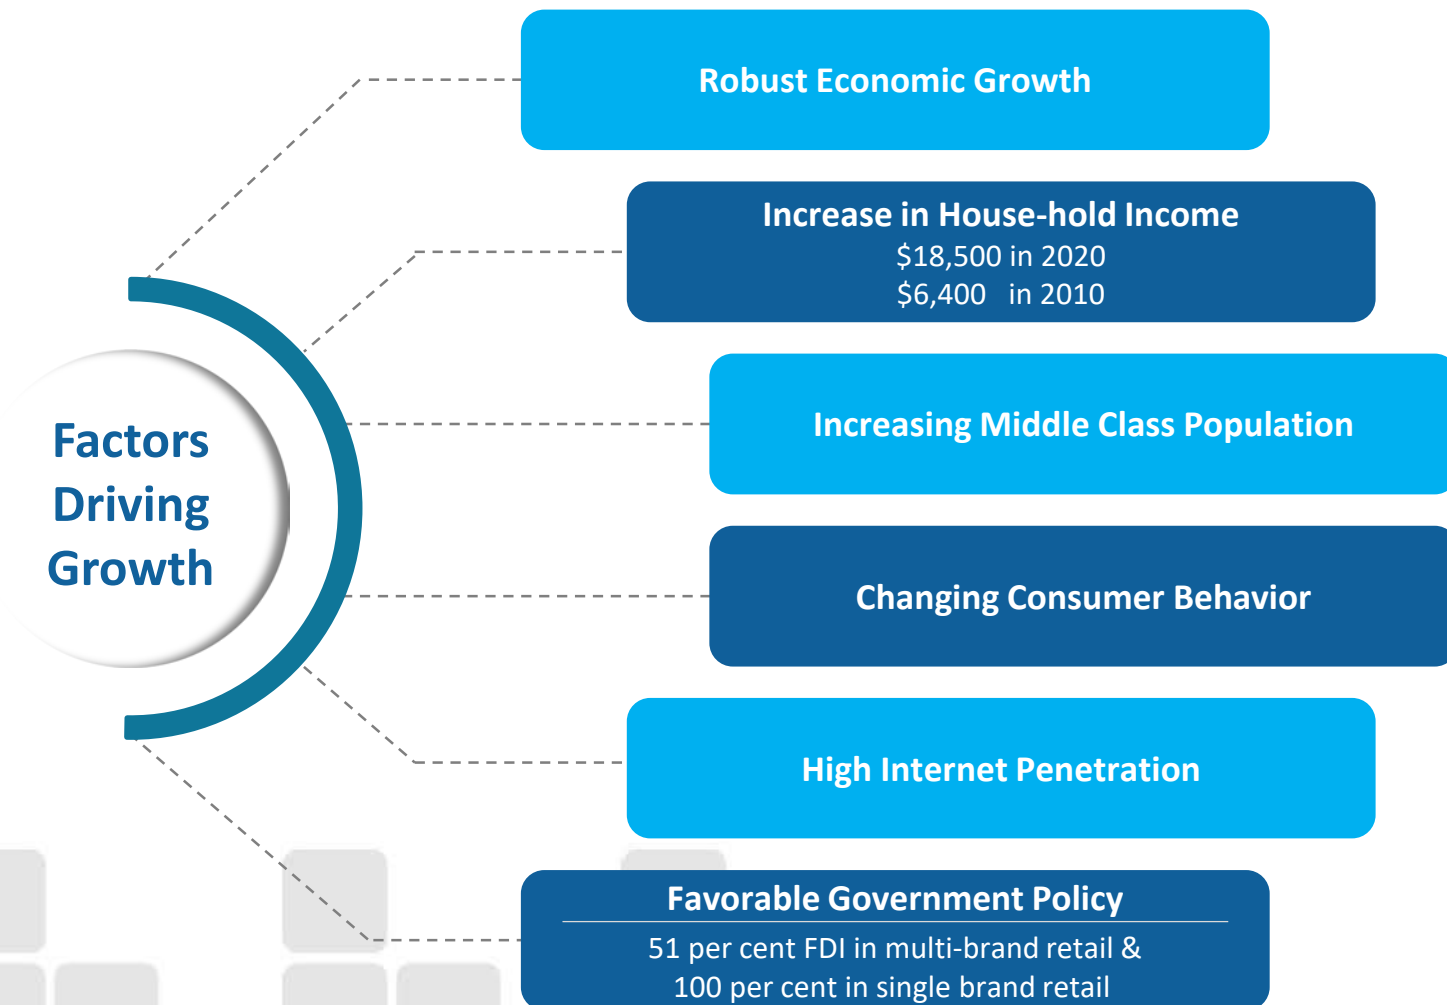 Robust Economic Growth
Increase in House-hold Income
$18,500 in 2020
$6,400 in 2010
Increasing Middle Class Population
Factors
Driving
Growth
Changing Consumer Behavior
High Internet Penetration
Favorable Government Policy
51 per cent FDI in multi-brand retail &
100 per cent in single brand retail